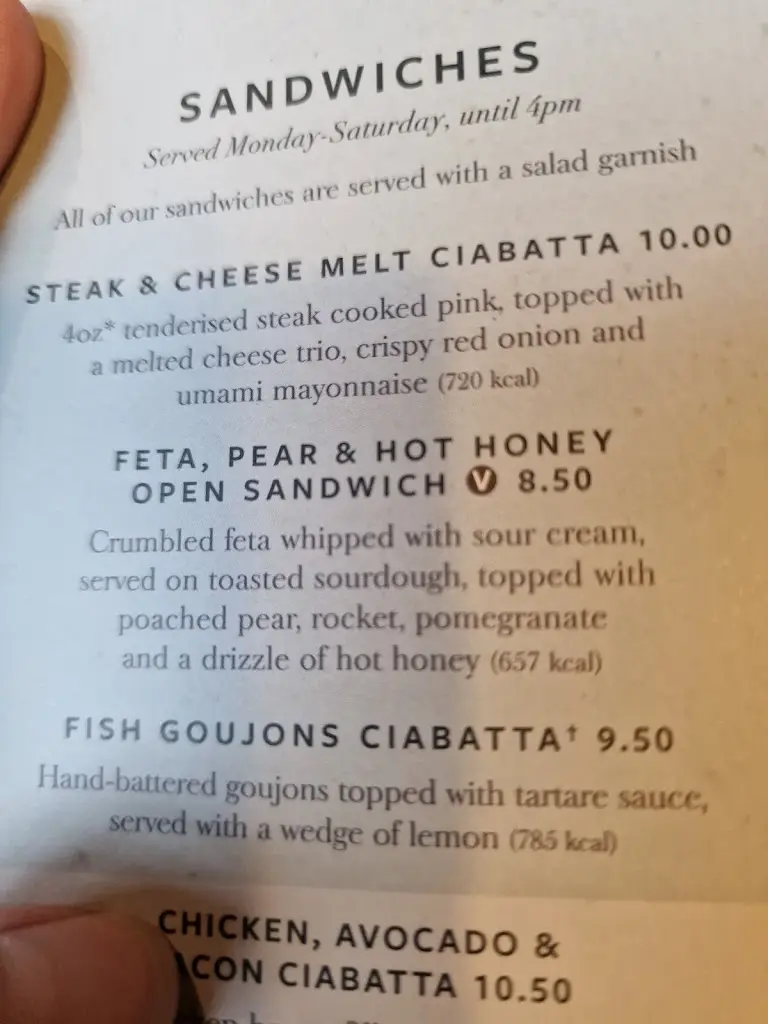 SANDWICHES
Served Monday-Saturday, until 4pm
All of our sandwiches are served with a salad garnish
STEAK & CHEESE MELT CIABATTA 10.00
4oz* tenderised steak cooked pink, topped with
a melted cheese trio, crispy red onion and
umami mayonnaise (720 kcal)
FETA, PEAR & HOT HONEY
OPEN SANDWICH V 8.50
Crumbled feta whipped with sour cream,
served on toasted sourdough, topped with
poached pear, rocket, pomegranate
and a drizzle of hot honey (657 kcal)
FISH GOUJONS CIABATTA† 9.50
Hand-battered goujons topped with tartare sauce,
served with a wedge of lemon (785 kcal)
CHICKEN, AVOCADO &
ACON CIABATTA 10.50